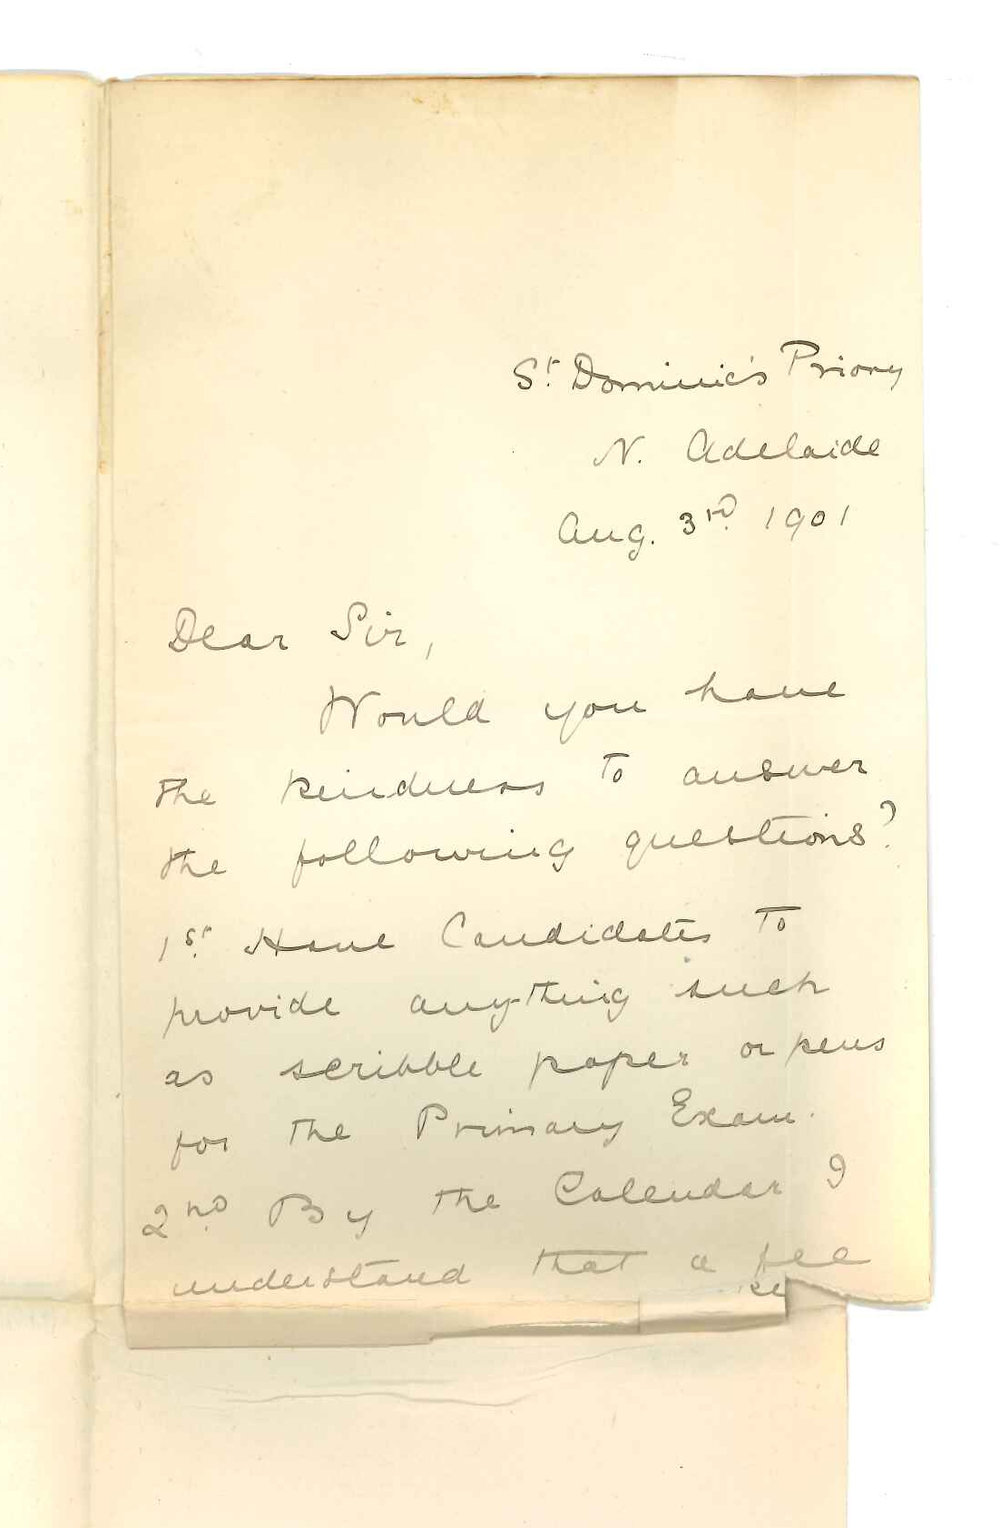 St. Dominic's Priory
N. Adelaide
Aug. 3rd. 1901
Dear Sir,
Would you have
the kindness to answer
the following questions?
1st. Have Candidates to
provide any-thing such
as scribble paper or pens
for the Primary Exam.
2nd. By the Calendar I
understand that a fee